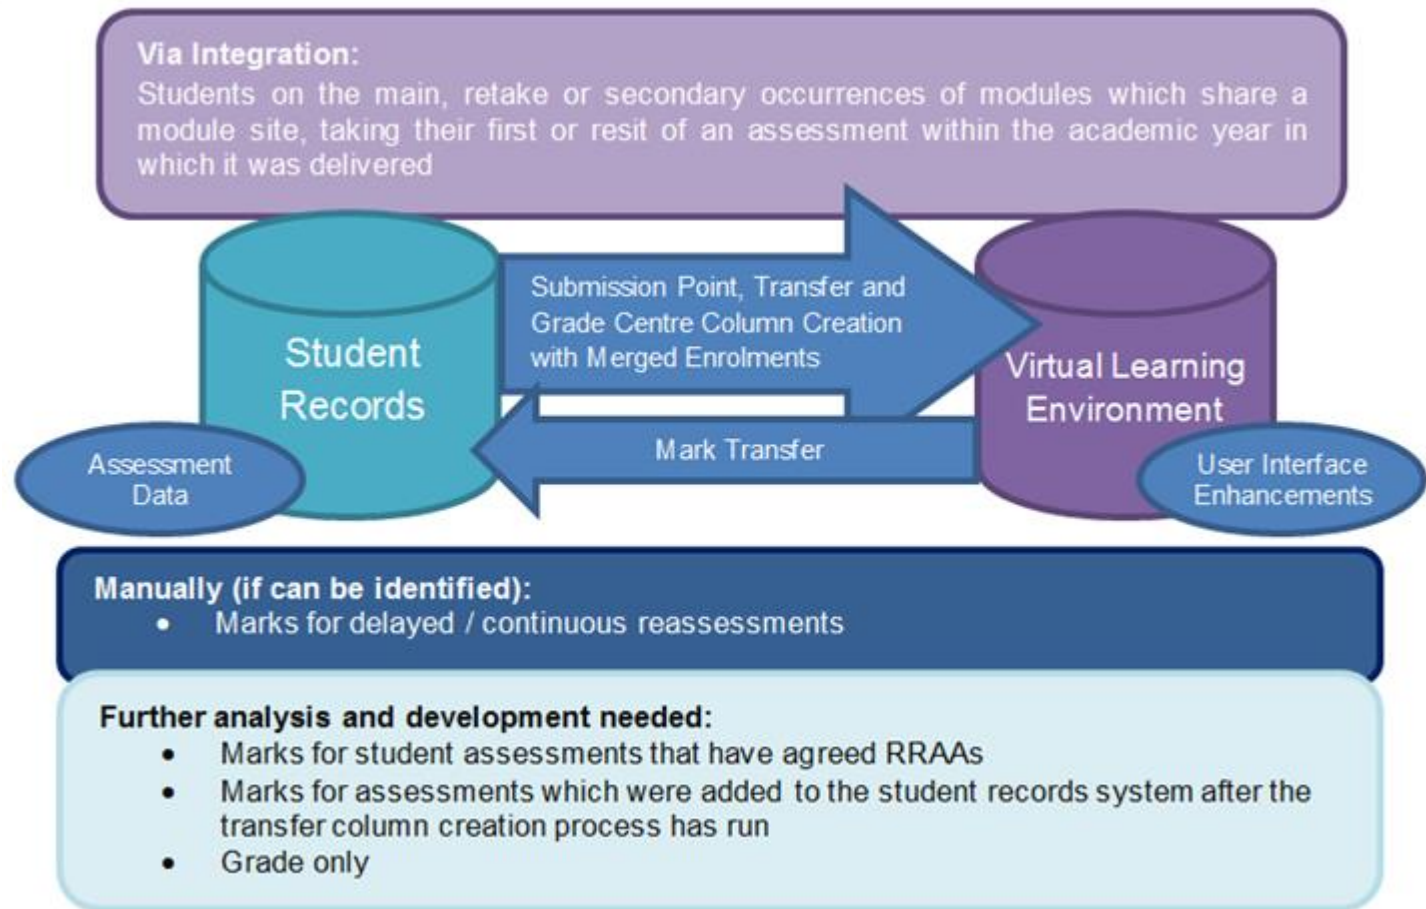 Via Integration:
Students on the main, retake or secondary occurrences of modules which share a
module site, taking their first or resit of an assessment within the academic year in
which it was delivered
Submission Point, Transfer and
Grade Centre Column Creation
with Merged Enrolments
Student
Records
Virtual Learning
Environment
Mark Transfer
Assessment
Data
User Interface
Enhancements
Manually (if can be identified):
• Marks for delayed / continuous reassessments
Further analysis and development needed:
• Marks for student assessments that have agreed RRAAs
• Marks for assessments which were added to the student records system after the
transfer column creation process has run
• Grade only